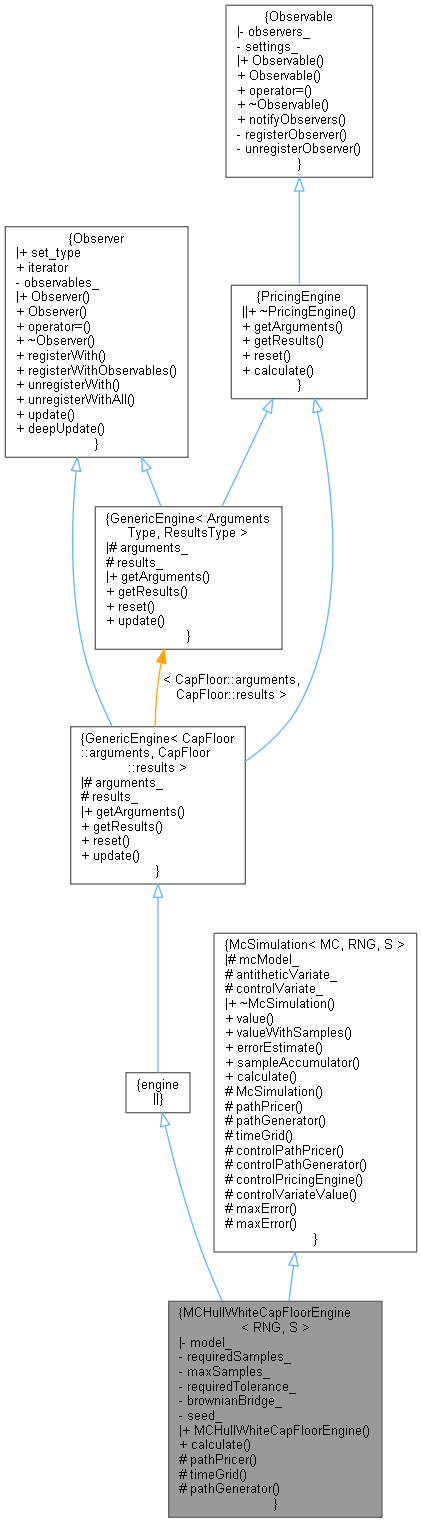 {Observable
|- observers_
- settings_
|+ Observable()
+ Observable()
+ operator=()
+ ~Observable()
+ notifyObservers()
- registerObserver()
- unregisterObserver()
}
{Observer
|+ set_type
+ iterator
- observables_
|+ Observer()
+ Observer()
+ operator=()
+ ~Observer()
+ registerWith()
+ registerWithObservables()
+ unregisterWith()
+ unregisterWithAll()
+ update()
+ deepUpdate()
}
{PricingEngine
||+ ~PricingEngine()
+ getArguments()
+ getResults()
+ reset()
+ calculate()
}
{GenericEngine< Arguments
Type, ResultsType >
|# arguments_
# results_
|+ getArguments()
+ getResults()
+ reset()
+ update()
}
< CapFloor::arguments,
CapFloor::results >
{GenericEngine< CapFloor
::arguments, CapFloor
::results >
|# arguments_
# results_
|+ getArguments()
+ getResults()
+ reset()
+ update()
}
{McSimulation< MC, RNG, S >
|# mcModel_
# antitheticVariate_
# controlVariate_
|+ ~McSimulation()
+ value()
+ valueWithSamples()
+ errorEstimate()
+ sampleAccumulator()
+ calculate()
# McSimulation()
# pathPricer()
# pathGenerator()
# timeGrid()
# controlPathPricer()
# controlPathGenerator()
# controlPricingEngine()
# controlVariateValue()
# maxError()
# maxError()
}
{engine
||}
{MCHullWhiteCapFloorEngine
< RNG, S >
|- model_
- requiredSamples_
- maxSamples_
- requiredTolerance_
- brownianBridge_
- seed_
|+ MCHullWhiteCapFloorEngine()
+ calculate()
# pathPricer()
# timeGrid()
# pathGenerator()
}